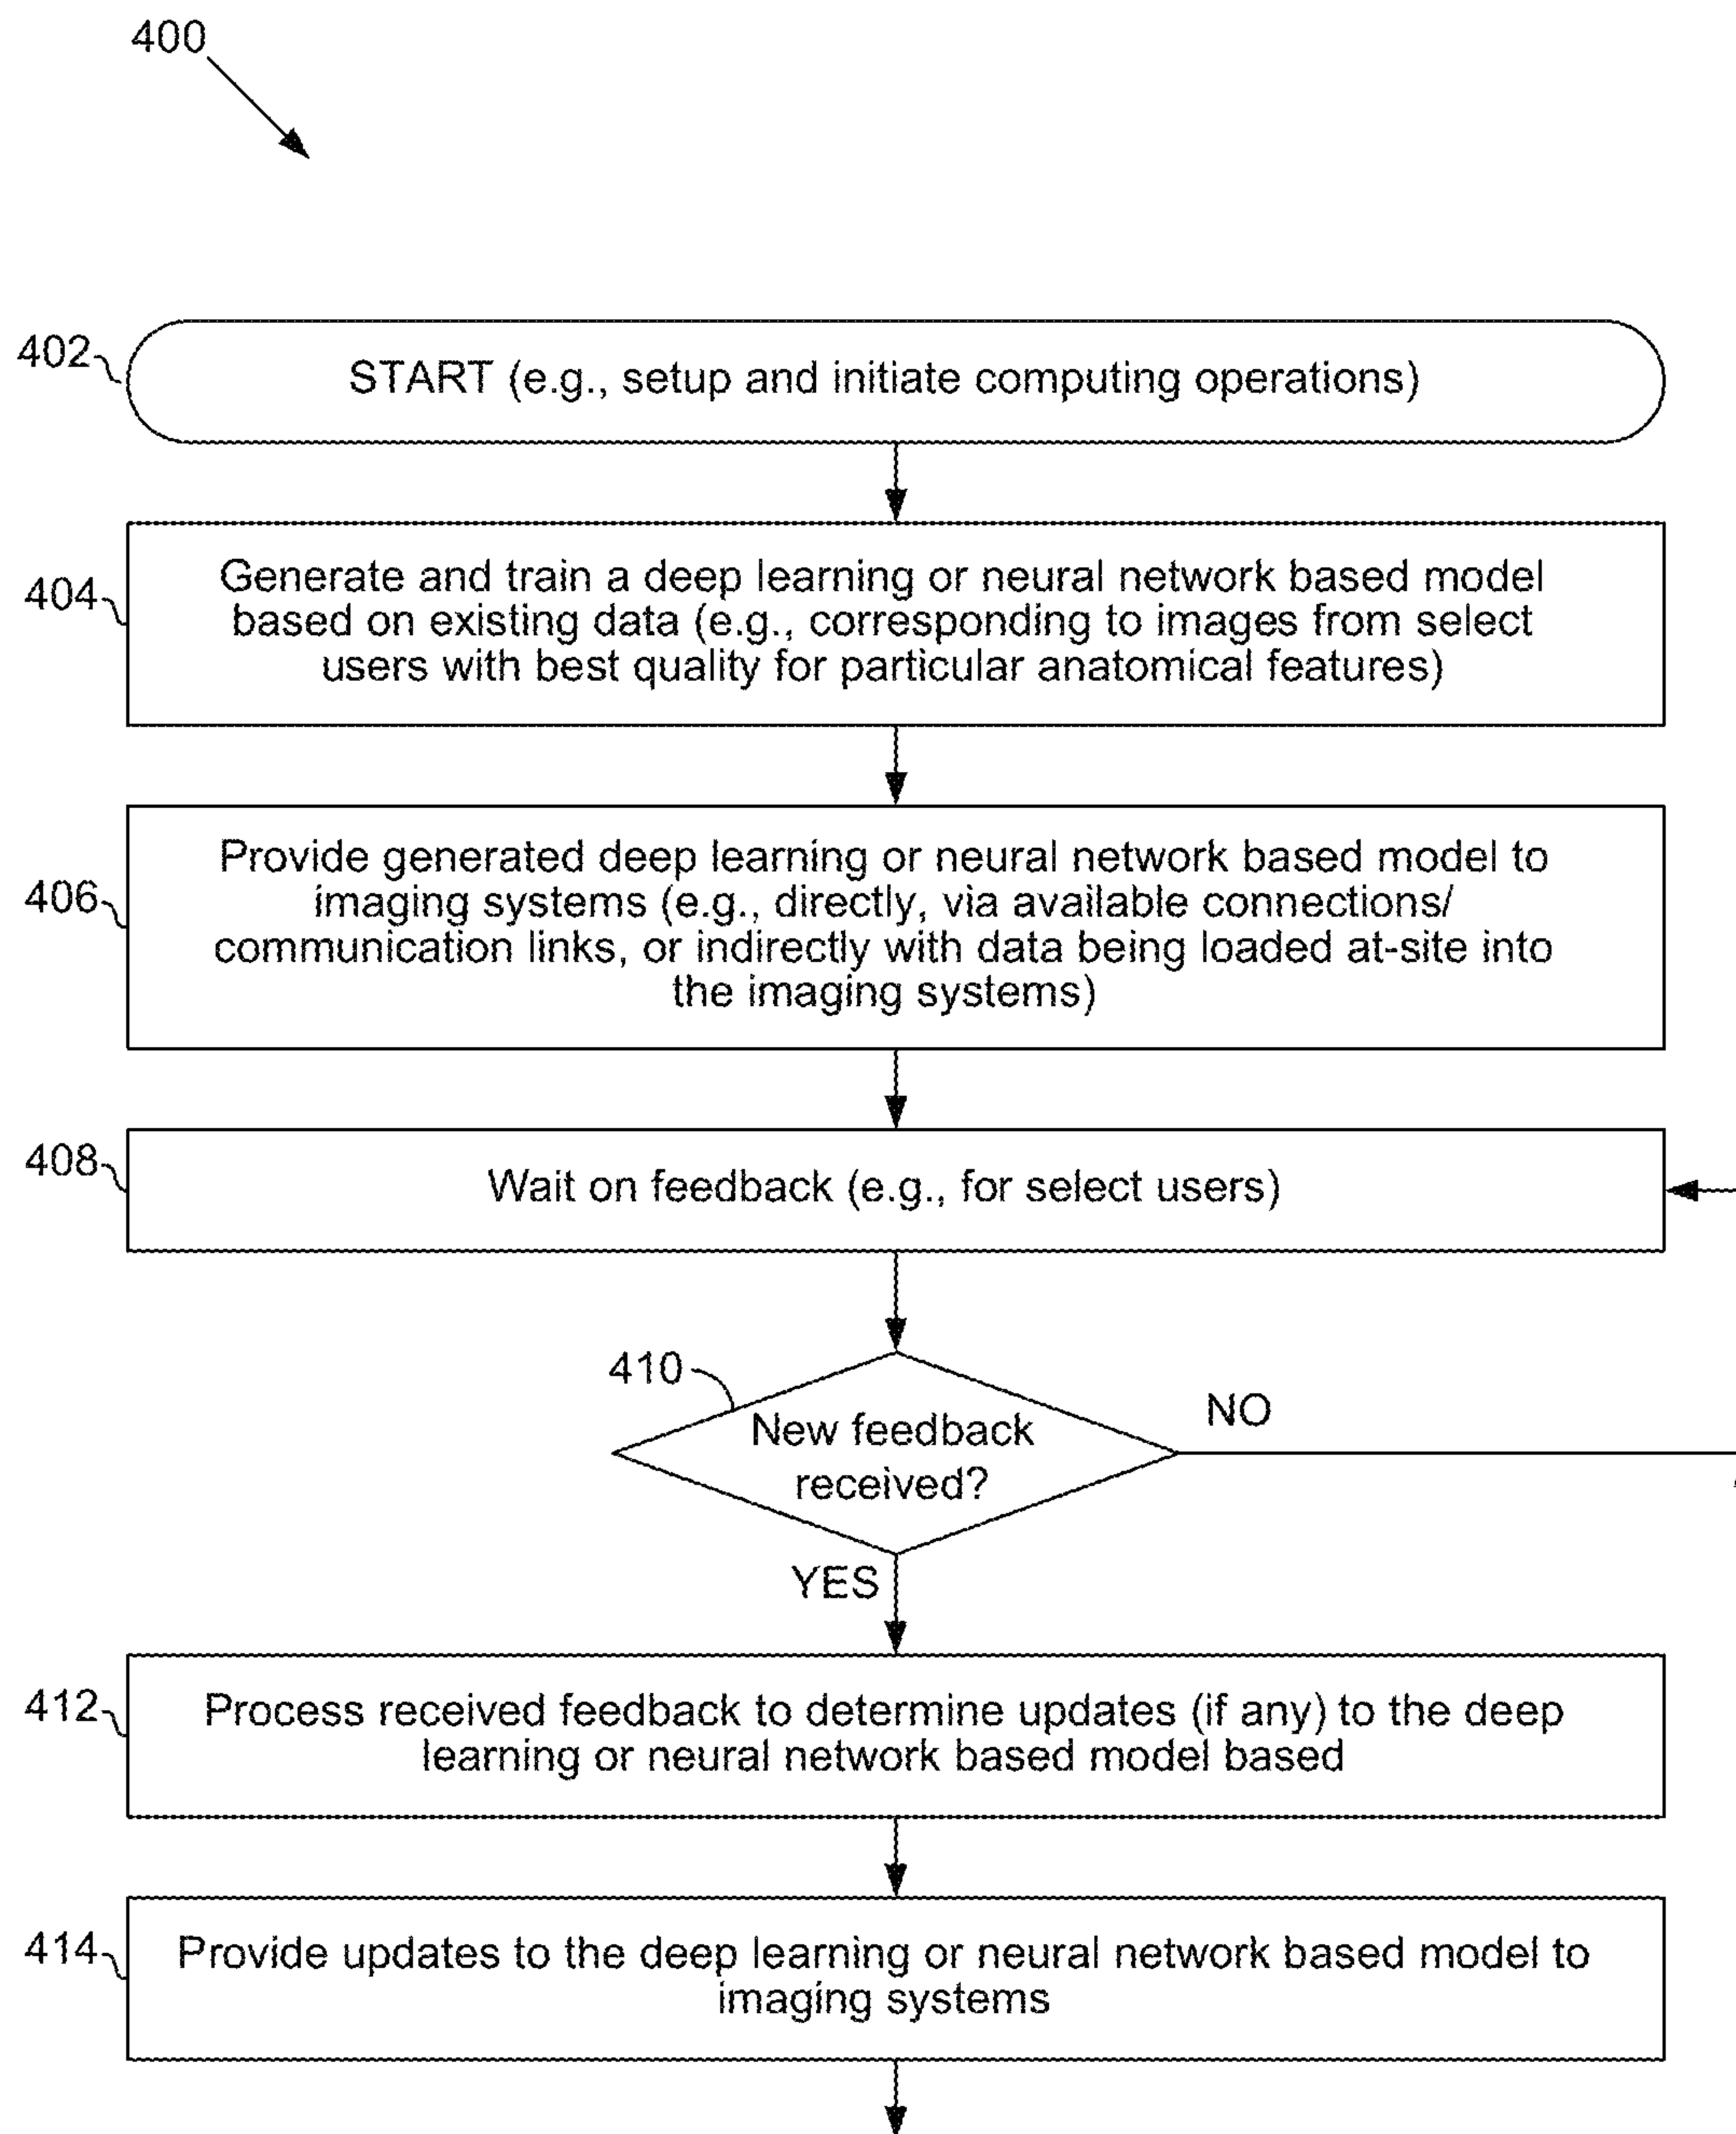 400
402
START (e.g., setup and initiate computing operations)
404
Generate and train a deep learning or neural network based model
based on existing data (e.g., corresponding to images from select
users with best quality for particular anatomical features)
406
Provide generated deep learning or neural network based model to
imaging systems (e.g., directly, via available connections/
communication links, or indirectly with data being loaded at-site into
the imaging systems)
408
Wait on feedback (e.g., for select users)
410
New feedback
received?
NO
YES
412
Process received feedback to determine updates (if any) to the deep
learning or neural network based model based
414
Provide updates to the deep learning or neural network based model to
imaging systems